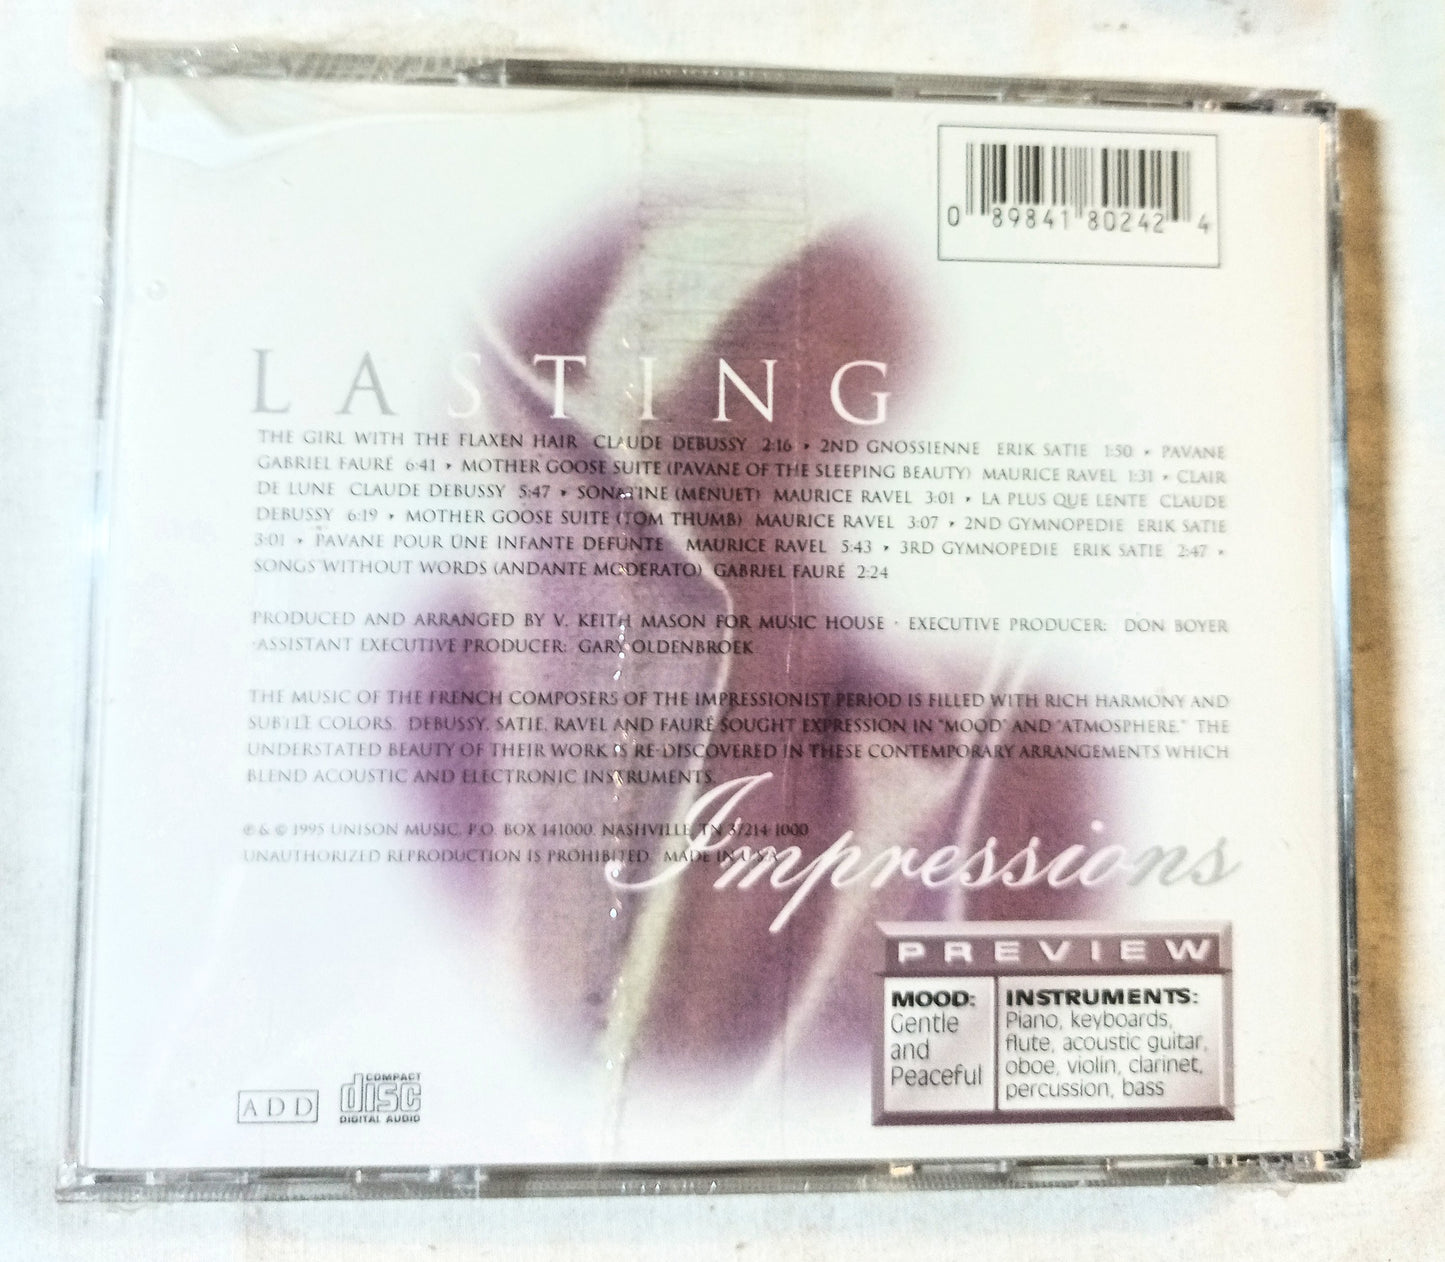 0 89841 80242 4
LASTING
THE GIRL WITH THE FLAXEN HAIR CLAUDE DEBUSSY 2:16 • 2ND GNOSSIENNE ERIK SATIE 1:50 • PAVANE
GABRIEL FAURÉ 6:41 • MOTHER GOOSE SUITE (PAVANE OF THE SLEEPING BEAUTY) MAURICE RAVEL 1:31 • CLAIR
DE LUNE CLAUDE DEBUSSY 5:47 • SONATINE (MENUET) MAURICE RAVEL 3:01 • LA PLUS QUE LENTE CLAUDE
DEBUSSY 6:19 • MOTHER GOOSE SUITE (TOM THUMB) MAURICE RAVEL 3:07 • 2ND GYMNOPEDIE ERIK SATIE
3:01 • PAVANE POUR UNE INFANTE DEFUNTE MAURICE RAVEL 5:43 • 3RD GYMNOPEDIE ERIK SATIE 2:47 •
SONGS WITHOUT WORDS (ANDANTE MODERATO) GABRIEL FAURÉ 2:24
PRODUCED AND ARRANGED BY V. KEITH MASON FOR MUSIC HOUSE • EXECUTIVE PRODUCER: DON BOYER
•ASSISTANT EXECUTIVE PRODUCER: GARY OLDENBROEK
THE MUSIC OF THE FRENCH COMPOSERS OF THE IMPRESSIONIST PERIOD IS FILLED WITH RICH HARMONY AND
SUBTLE COLORS. DEBUSSY, SATIE, RAVEL AND FAURÉ SOUGHT EXPRESSION IN "MOOD" AND "ATMOSPHERE." THE
UNDERSTATED BEAUTY OF THEIR WORK IS RE-DISCOVERED IN THESE CONTEMPORARY ARRANGEMENTS WHICH
BLEND ACOUSTIC AND ELECTRONIC INSTRUMENTS.
℗ & © 1995 UNISON MUSIC, P.O. BOX 141000, NASHVILLE, TN 37214-1000
UNAUTHORIZED REPRODUCTION IS PROHIBITED. MADE IN U.S.A.
Impressions
PREVIEW
MOOD:
Gentle
and
Peaceful
INSTRUMENTS:
Piano, keyboards,
flute, acoustic guitar,
oboe, violin, clarinet,
percussion, bass
ADD
COMPACT
disc
DIGITAL AUDIO